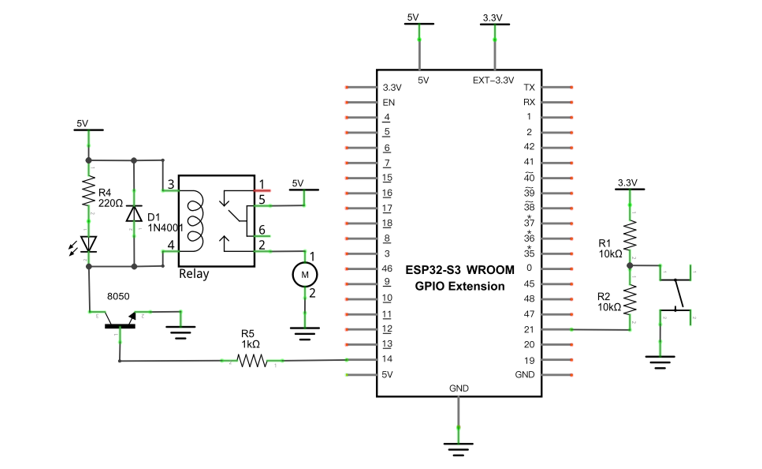 5V
3.3V
5V
EXT-3.3V
3.3V
EN
4
5
6
7
15
16
17
18
8
3
46
9
10
11
12
13
14
5V
TX
RX
1
2
42
41
40
39
38
37
36
35
0
45
48
47
21
20
19
GND
ESP32-S3 WROOM
GPIO Extension
GND
5V
R4
220Ω
D1
1N4001
3
4
1
5
6
2
Relay
5V
1
M
2
8050
R5
1kΩ
3.3V
R1
10kΩ
R2
10kΩ